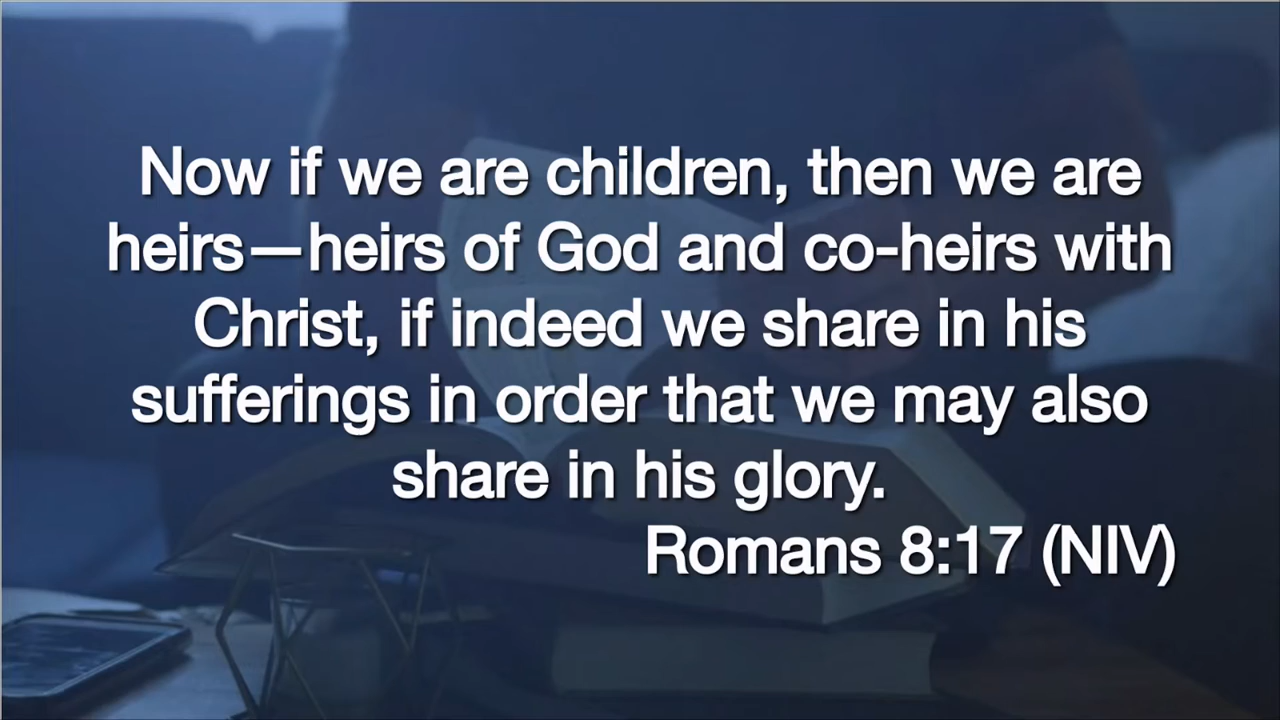 Now if we are children, then we are
heirs—heirs of God and co-heirs with
Christ, if indeed we share in his
sufferings in order that we may also
share in his glory.
Romans 8:17 (NIV)